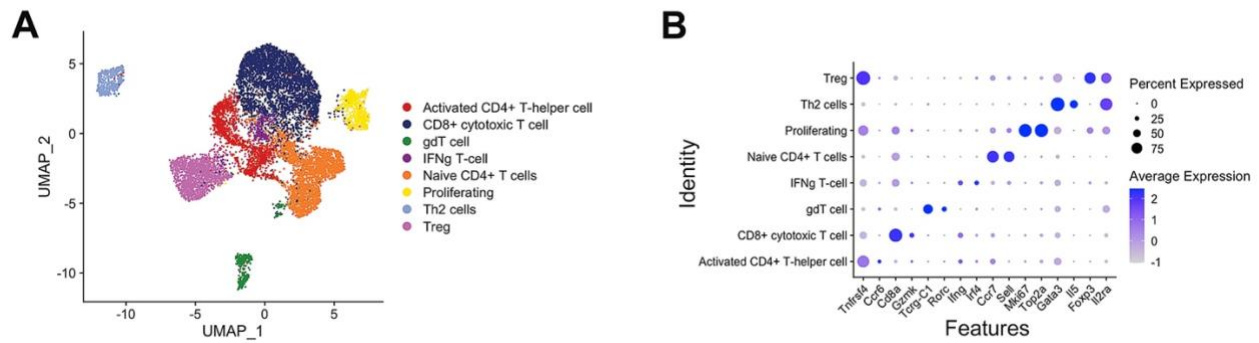 A
5
0
-5
-10
UMAP_2
-10 -5 0 5
UMAP_1
Activated CD4+ T-helper cell
CD8+ cytotoxic T cell
gdT cell
IFNg T-cell
Naive CD4+ T cells
Proliferating
Th2 cells
Treg
B
Identity
Treg
Th2 cells
Proliferating
Naive CD4+ T cells
IFNg T-cell
gdT cell
CD8+ cytotoxic T cell
Activated CD4+ T-helper cell
Tnfrsf4 Ccr6 Cd8a Gzmk Tcrg-C1 Rorc Ifng Irf4 Ccr7 Sell Mki67 Top2a Gata3 Il5 Foxp3 Il2ra
Features
Percent Expressed
0
25
50
75
Average Expression
2
1
0
-1